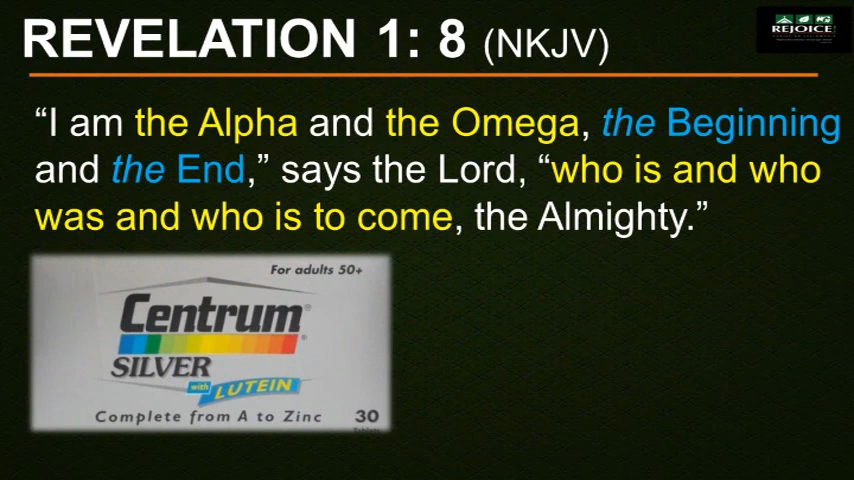 REVELATION 1: 8 (NKJV)
REJOICE
“I am the Alpha and the Omega, the Beginning
and the End,” says the Lord, “who is and who
was and who is to come, the Almighty.”
For adults 50+
Centrum®
SILVER®
with LUTEIN
Complete from A to Zinc 30
Tablets